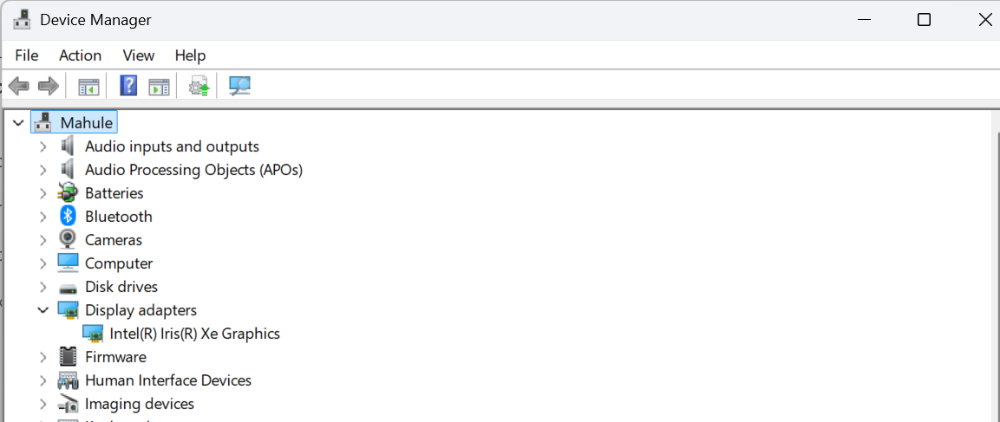 Device Manager
File Action View Help
Mahule
Audio inputs and outputs
Audio Processing Objects (APOs)
Batteries
Bluetooth
Cameras
Computer
Disk drives
Display adapters
Intel(R) Iris(R) Xe Graphics
Firmware
Human Interface Devices
Imaging devices